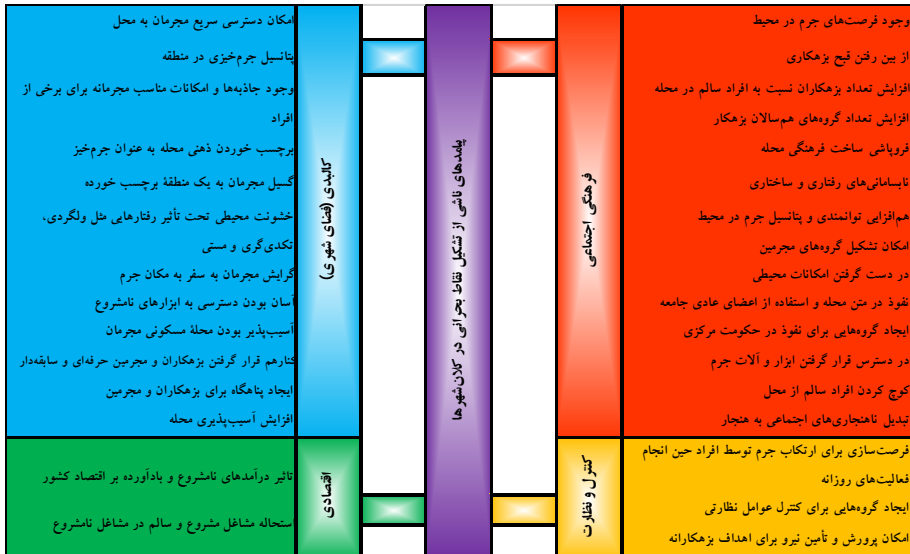 وجود فرصت‌های جرم در محیط
از بین رفتن قبح بزهکاری
افزایش تعداد بزهکاران نسبت به افراد سالم در محله
افزایش تعداد گروه‌های هم‌سالان بزهکار
فروپاشی ساخت فرهنگی محله
نابسامانی‌های رفتاری و ساختاری
هم‌افزایی توانمندی و پتانسیل جرم در محیط
امکان تشکیل گروه‌های مجرمین
در دست گرفتن امکانات محیطی
نفوذ در متن محله و استفاده از اعضای عادی جامعه
ایجاد گروه‌هایی برای نفوذ در حکومت مرکزی
در دسترس قرار گرفتن ابزار و آلات جرم
کوچ کردن افراد سالم از محل
تبدیل ناهنجاری‌های اجتماعی به هنجار
فرهنگی اجتماعی
فرصت‌سازی برای ارتکاب جرم توسط افراد حین انجام
فعالیت‌های روزانه
ایجاد گروه‌هایی برای کنترل عوامل نظارتی
امکان پرورش و تأمین نیرو برای اهداف بزهکارانه
کنترل و نظارت
پیامدهای ناشی از تشکیل نقاط بحرانی در کلان‌شهرها
کالبدی (فضای شهری)
امکان دسترسی سریع مجرمان به محل
پتانسیل جرم‌خیزی در منطقه
وجود جاذبه‌ها و امکانات مناسب مجرمانه برای برخی از
افراد
برچسب خوردن ذهنی محله به عنوان جرم‌خیز
گسیل مجرمان به یک منطقهٔ برچسب خورده
خشونت محیطی تحت تأثیر رفتارهایی مثل ولگردی،
تکدی‌گری و مستی
گرایش مجرمان به سفر به مکان جرم
آسان بودن دسترسی به ابزارهای نامشروع
آسیب‌پذیر بودن محلهٔ مسکونی مجرمان
کنارهم قرار گرفتن بزهکاران و مجرمین حرفه‌ای و سابقه‌دار
ایجاد پناهگاه برای بزهکاران و مجرمین
افزایش آسیب‌پذیری محله
اقتصادی
تاثیر درآمدهای نامشروع و بادآورده بر اقتصاد کشور
ستحاله مشاغل مشروع و سالم در مشاغل نامشروع